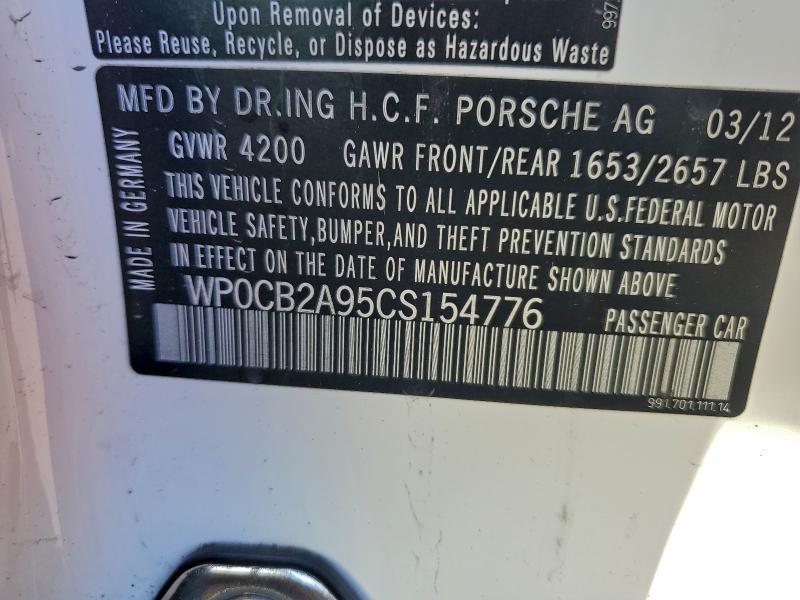 Upon Removal of Devices:
Please Reuse, Recycle, or Dispose as Hazardous Waste
997.
MFD BY DR.ING H.C.F. PORSCHE AG 03/12
GVWR 4200 GAWR FRONT/REAR 1653/2657 LBS
THIS VEHICLE CONFORMS TO ALL APPLICABLE U.S.FEDERAL MOTOR
VEHICLE SAFETY,BUMPER,AND THEFT PREVENTION STANDARDS
IN EFFECT ON THE DATE OF MANUFACTURE SHOWN ABOVE
WP0CB2A95CS154776 PASSENGER CAR
MADE IN GERMANY
991.701.111.14